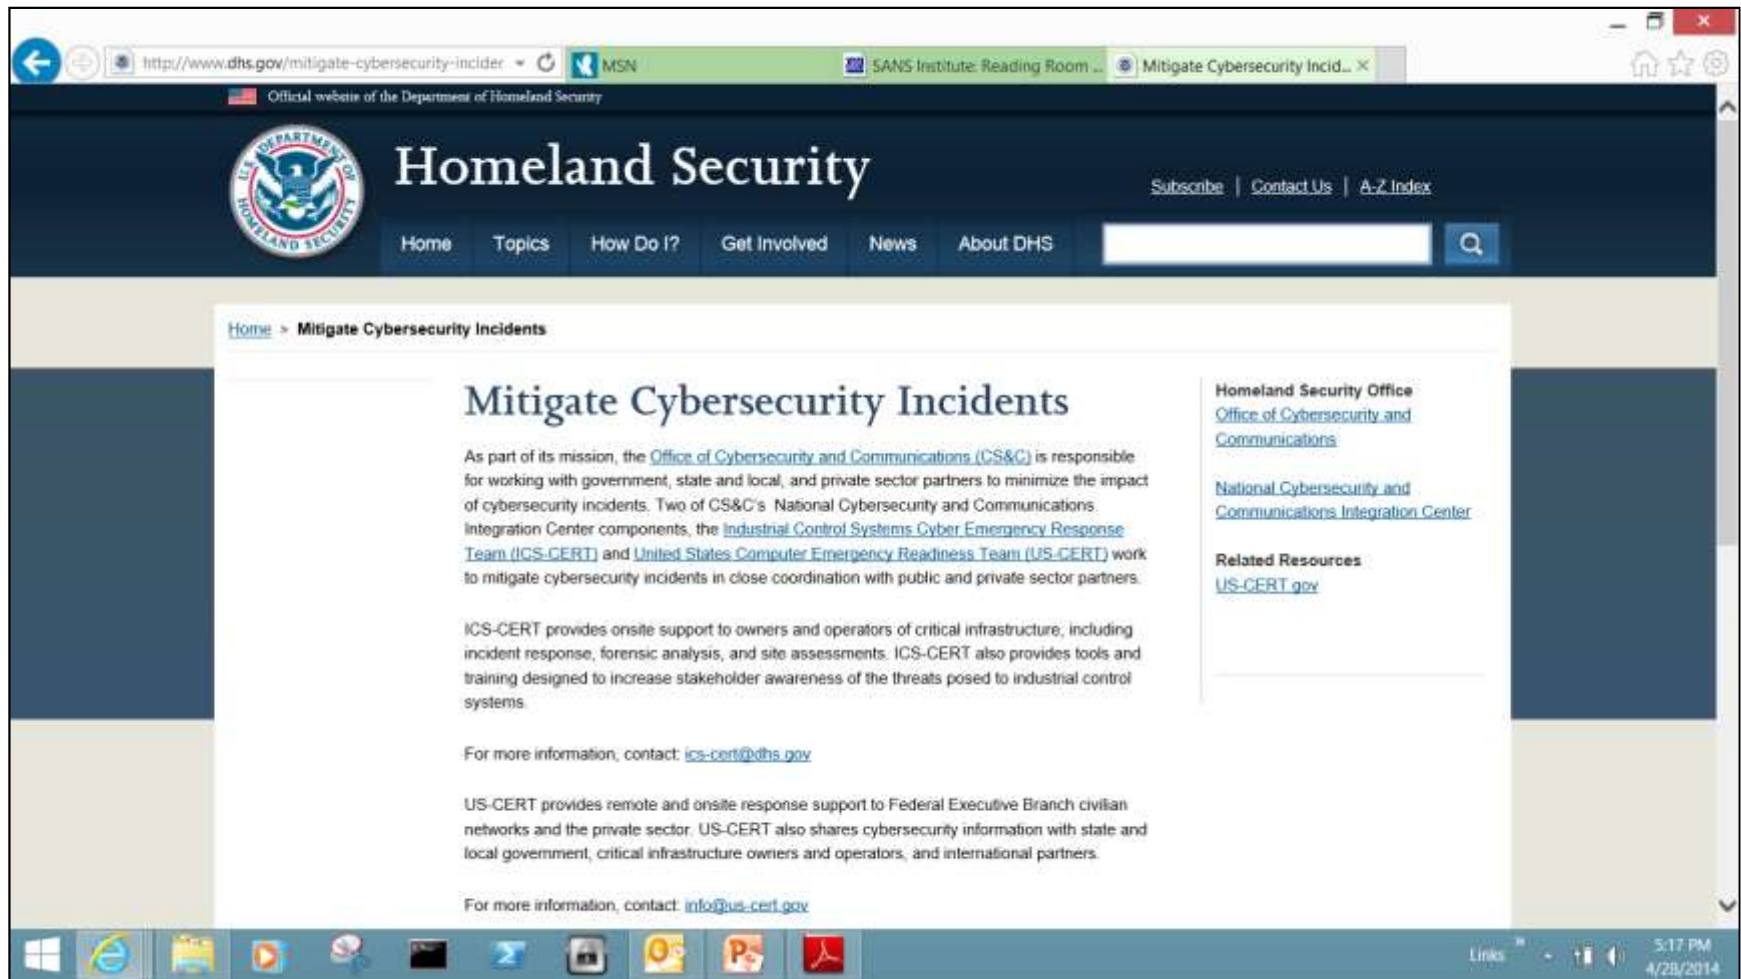 http://www.dhs.gov/mitigate-cybersecurity-incider
MSN
SANS Institute: Reading Room ...
Mitigate Cybersecurity Incid...
Official website of the Department of Homeland Security
U.S. DEPARTMENT OF HOMELAND SECURITY
Homeland Security
Subscribe | Contact Us | A-Z Index
Home Topics How Do I? Get Involved News About DHS
Home > Mitigate Cybersecurity Incidents
Mitigate Cybersecurity Incidents
As part of its mission, the Office of Cybersecurity and Communications (CS&C) is responsible
for working with government, state and local, and private sector partners to minimize the impact
of cybersecurity incidents. Two of CS&C's National Cybersecurity and Communications
Integration Center components, the Industrial Control Systems Cyber Emergency Response
Team (ICS-CERT) and United States Computer Emergency Readiness Team (US-CERT) work
to mitigate cybersecurity incidents in close coordination with public and private sector partners.
ICS-CERT provides onsite support to owners and operators of critical infrastructure, including
incident response, forensic analysis, and site assessments. ICS-CERT also provides tools and
training designed to increase stakeholder awareness of the threats posed to industrial control
systems.
For more information, contact: ics-cert@dhs.gov
US-CERT provides remote and onsite response support to Federal Executive Branch civilian
networks and the private sector. US-CERT also shares cybersecurity information with state and
local government, critical infrastructure owners and operators, and international partners.
For more information, contact: info@us-cert.gov
Homeland Security Office
Office of Cybersecurity and
Communications
National Cybersecurity and
Communications Integration Center
Related Resources
US-CERT.gov
Links
5:17 PM
4/28/2014